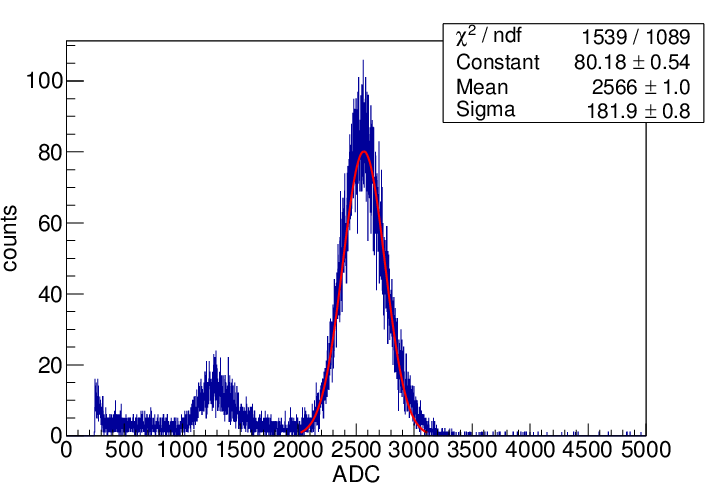 χ² / ndf 1539 / 1089
Constant 80.18 ± 0.54
Mean 2566 ± 1.0
Sigma 181.9 ± 0.8
100
80
60
40
20
0
counts
0 500 1000 1500 2000 2500 3000 3500 4000 4500 5000
ADC